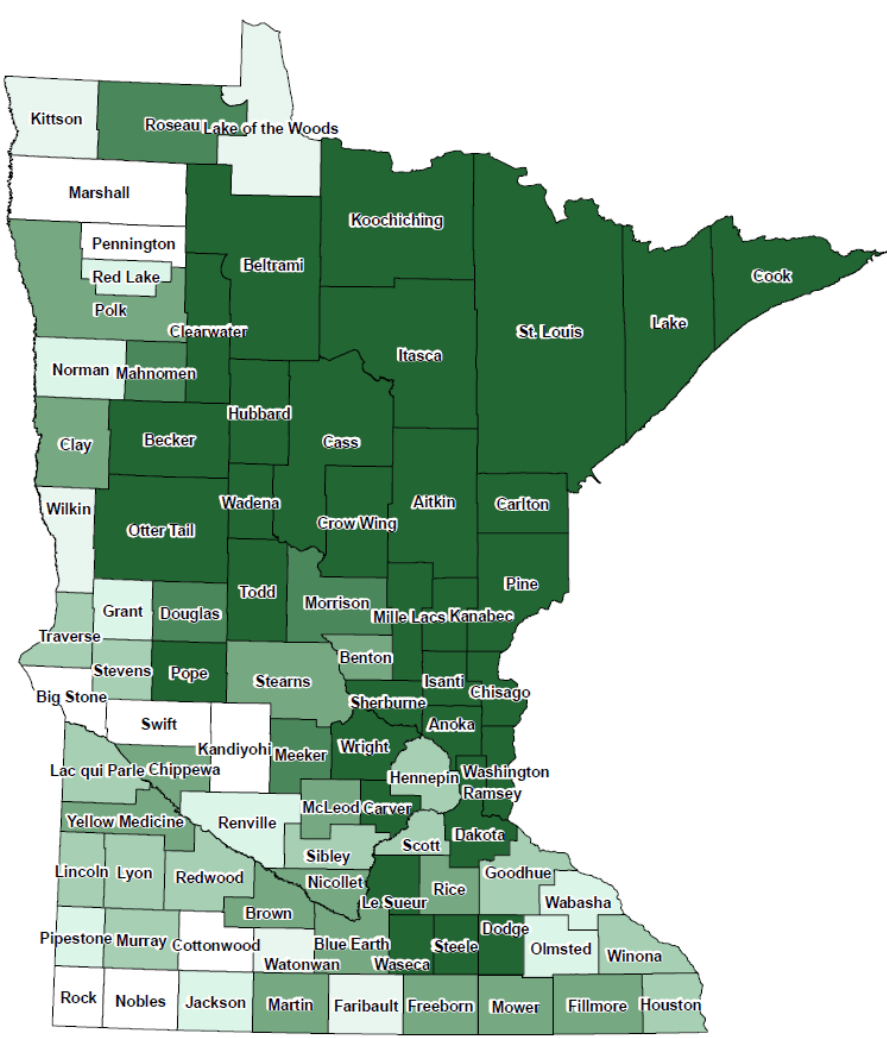 Kittson
Roseau
Lake of the Woods
Marshall
Koochiching
Pennington
Beltrami
Red Lake
Cook
Polk
Clearwater
St. Louis
Lake
Itasca
Norman
Mahnomen
Hubbard
Clay
Becker
Cass
Wilkin
Wadena
Aitkin
Carlton
Otter Tail
Crow Wing
Pine
Todd
Morrison
Grant
Douglas
Mille Lacs
Kanabec
Traverse
Benton
Stevens
Pope
Stearns
Isanti
Chisago
Big Stone
Sherburne
Swift
Anoka
Kandiyohi
Meeker
Wright
Lac qui Parle
Chippewa
Hennepin
Washington
Ramsey
McLeod
Carver
Yellow Medicine
Renville
Dakota
Scott
Sibley
Lincoln
Lyon
Redwood
Goodhue
Nicollet
Rice
Le Sueur
Wabasha
Brown
Dodge
Pipestone
Murray
Cottonwood
Blue Earth
Steele
Olmsted
Winona
Watonwan
Waseca
Rock
Nobles
Jackson
Martin
Faribault
Freeborn
Mower
Fillmore
Houston